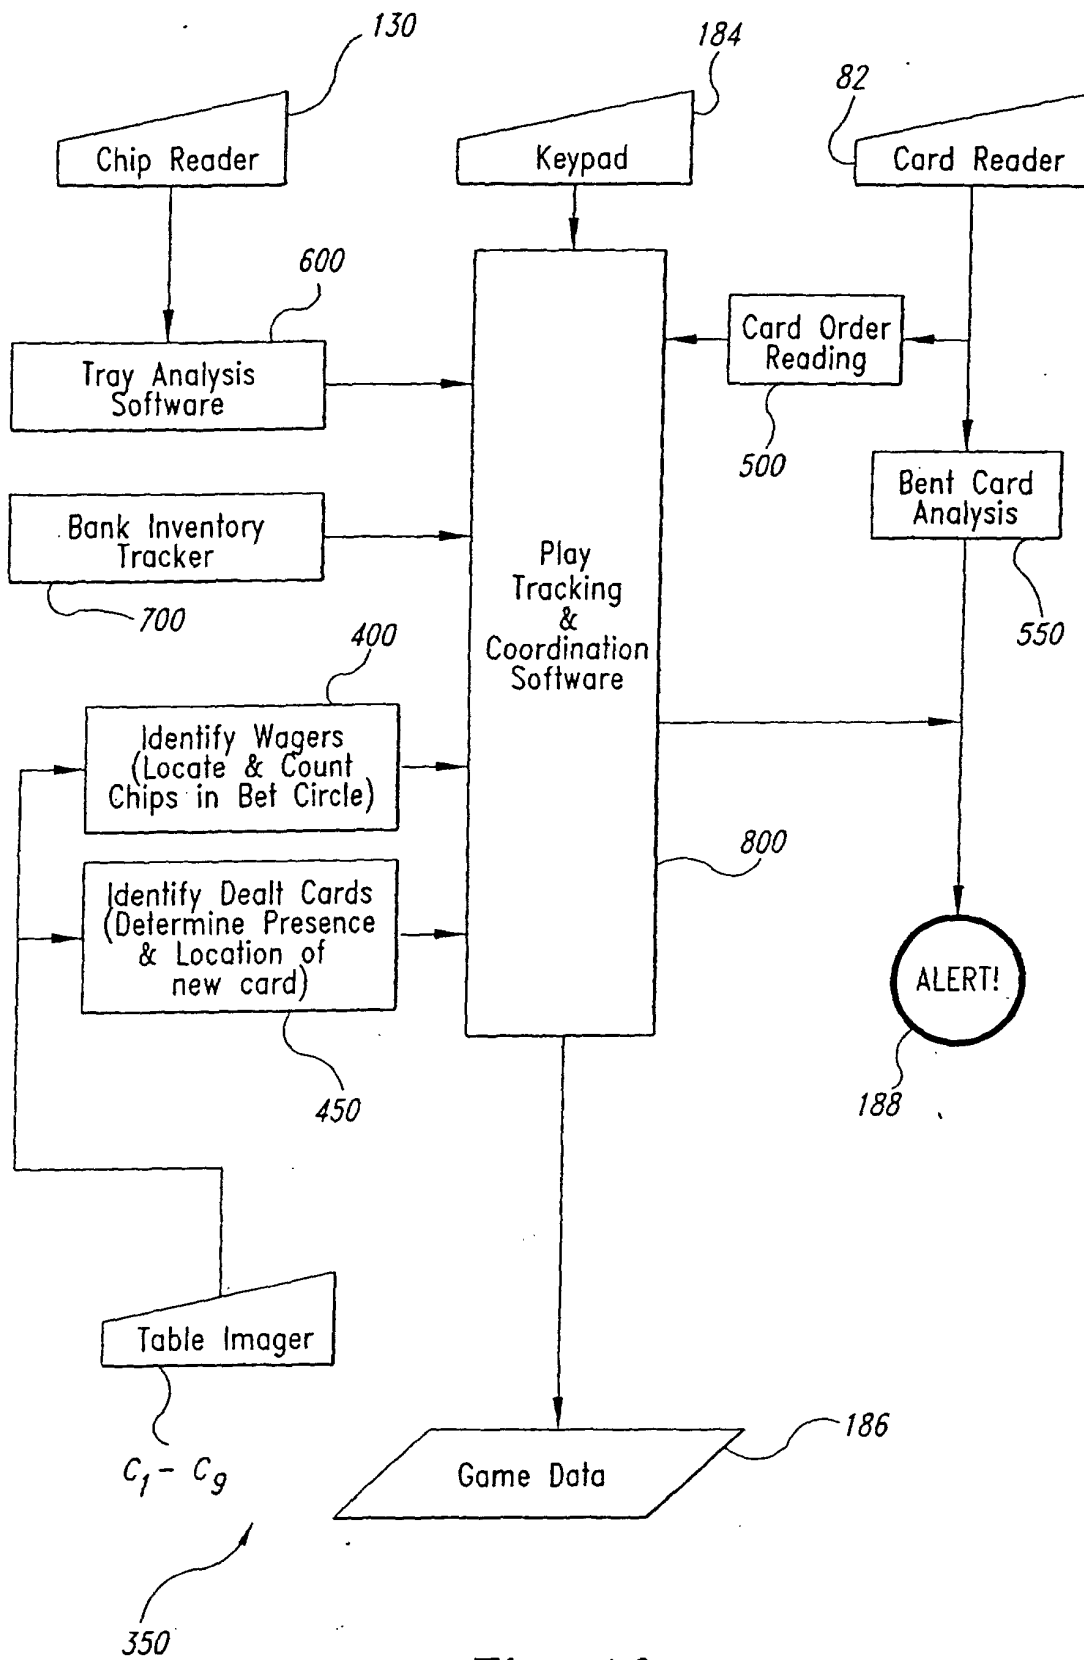 130
184
82
Chip Reader
Keypad
Card Reader
600
Tray Analysis
Software
Card Order
Reading
500
Bent Card
Analysis
550
Bank Inventory
Tracker
700
Play
Tracking
&
Coordination
Software
400
Identify Wagers
(Locate & Count
Chips in Bet Circle)
800
Identify Dealt Cards
(Determine Presence
& Location of
new card)
450
ALERT!
188
Table Imager
C1 - C9
186
Game Data
350